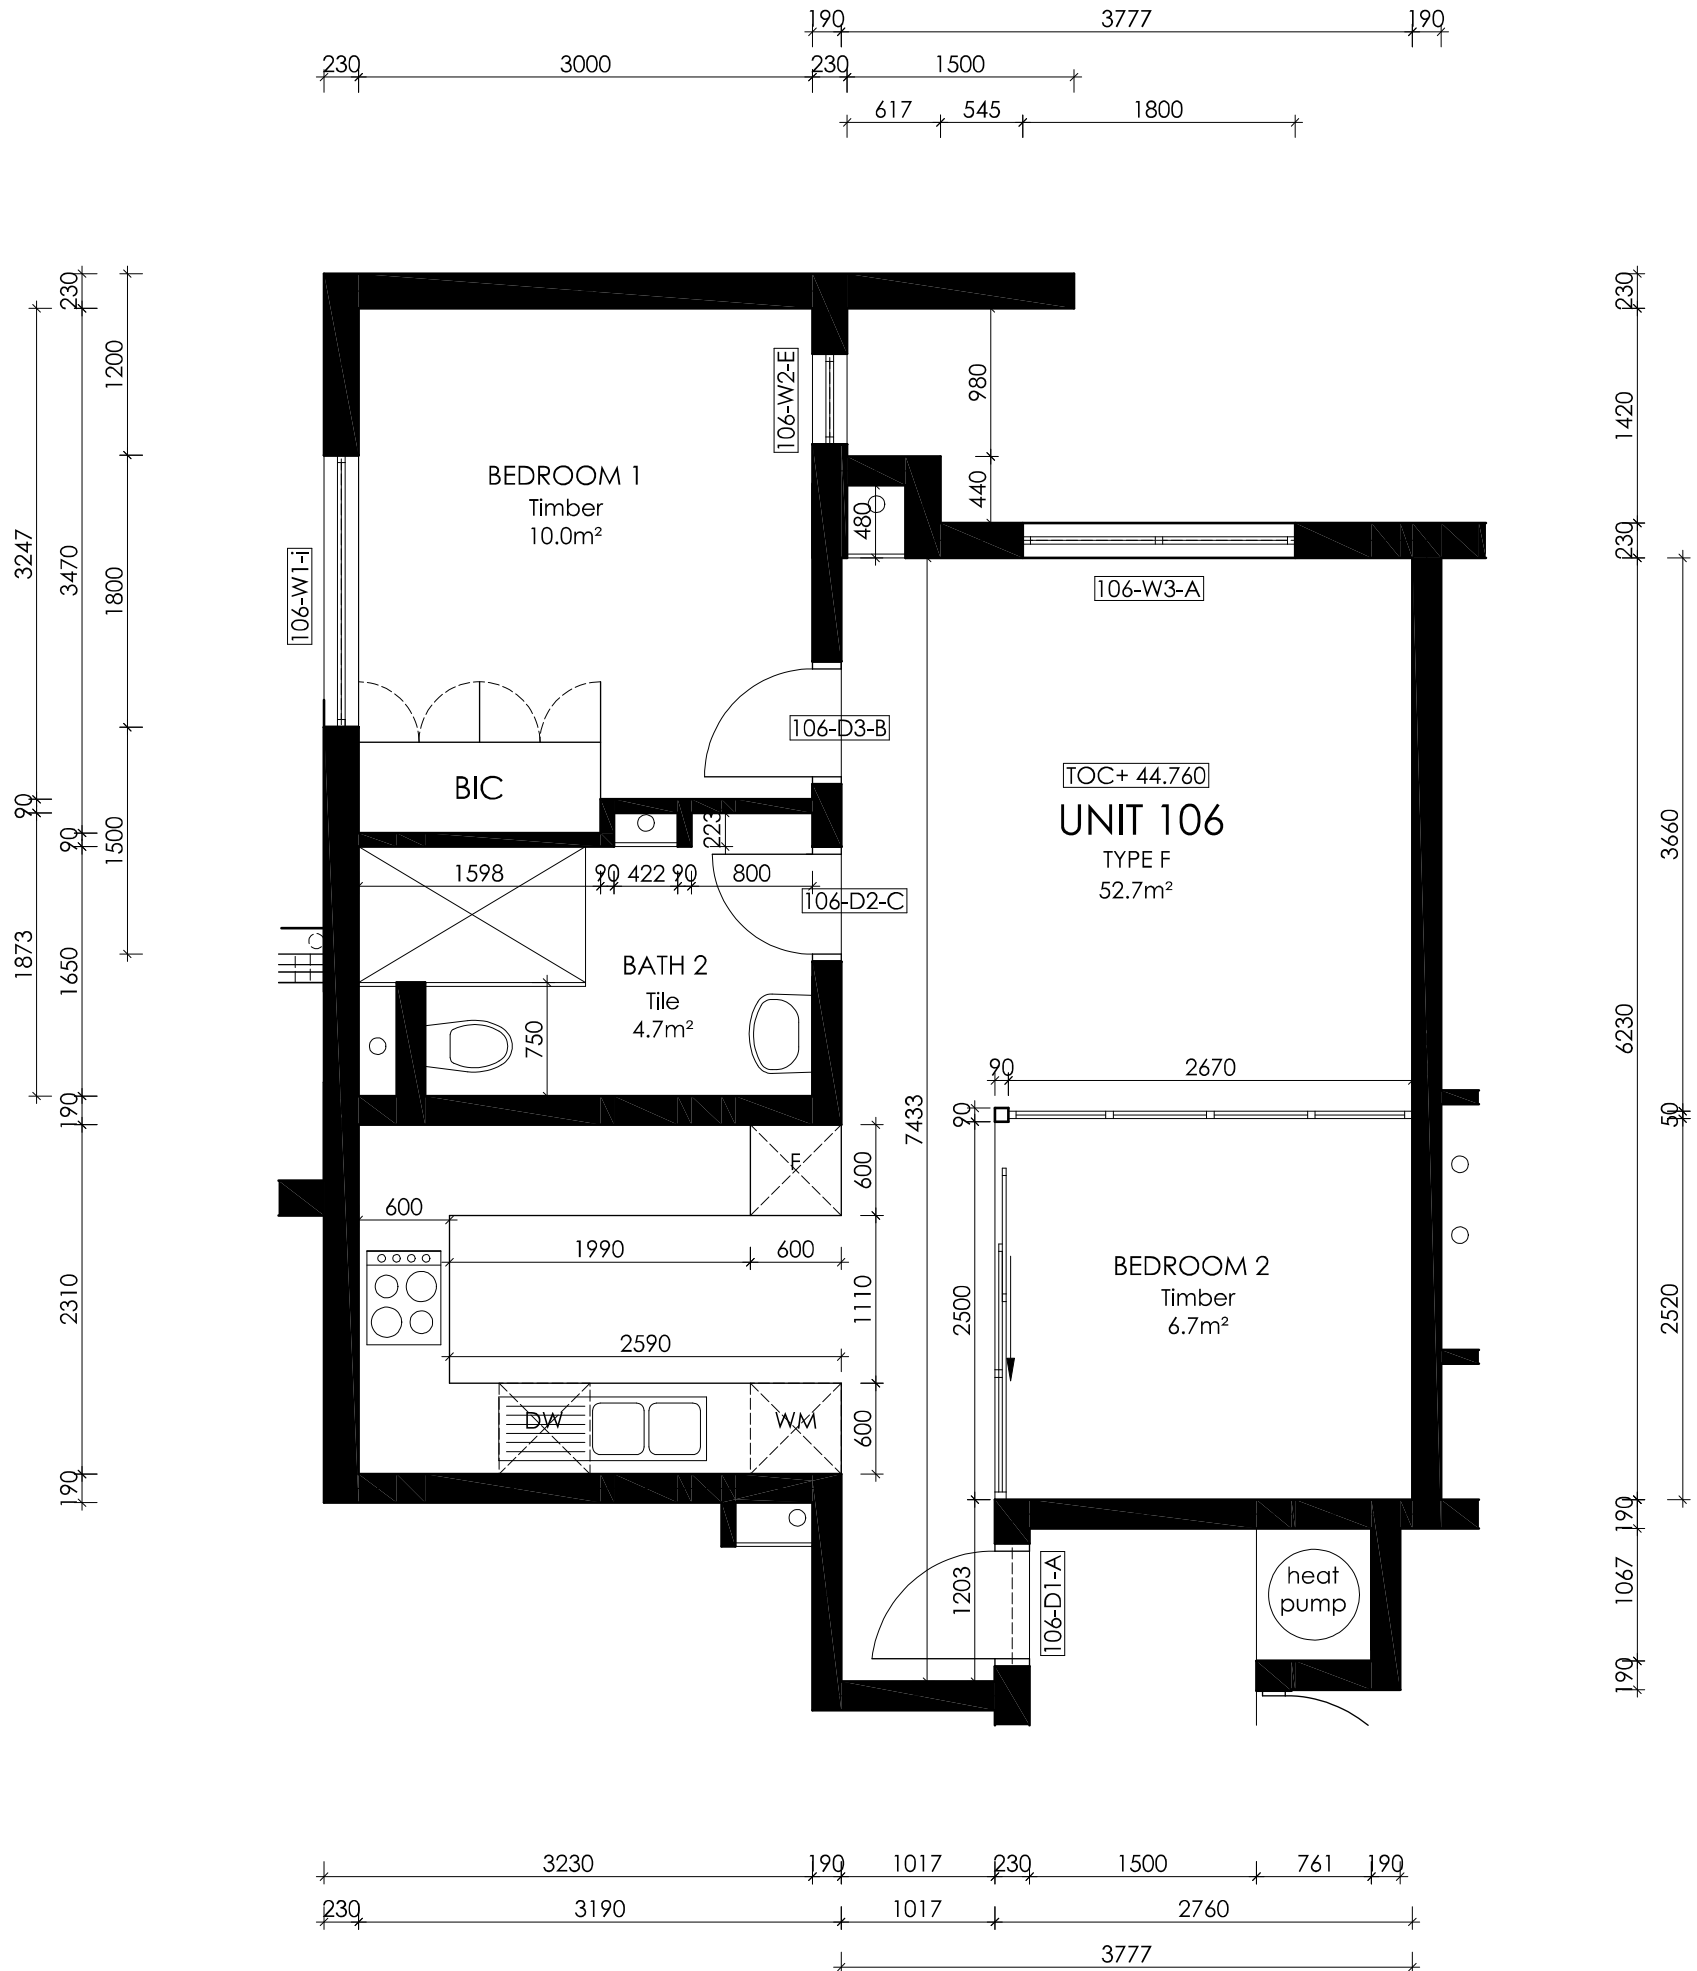 190 3777 190
230 3000 230 1500
617 545 1800
230
1200
3247
3470
1800
90
90
1500
1873
1650
190
2310
190
106-W1-i
106-W2-E
BEDROOM 1
Timber
10.0m²
980
440
480
230
1420
230
106-W3-A
106-D3-B
BIC
TOC+ 44.760
UNIT 106
TYPE F
52.7m²
223
1598 90 422 90 800
106-D2-C
BATH 2
Tile
4.7m²
750
3660
6230
90 2670
90
50
7433
F
600
600
1990 600
1110
2590
DW
WM
600
2500
BEDROOM 2
Timber
6.7m²
2520
190
1203
106-D1-A
heat
pump
1067
190
3230 190 1017 230 1500 761 190
230 3190 1017 2760
3777